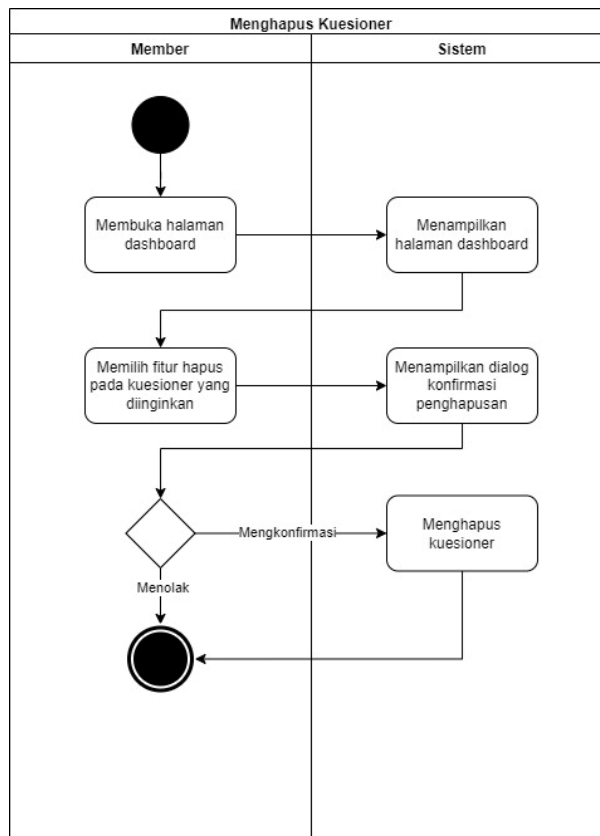 Menghapus Kuesioner
Member
Sistem
Membuka halaman
dashboard
Menampilkan
halaman dashboard
Memilih fitur hapus
pada kuesioner yang
diinginkan
Menampilkan dialog
konfirmasi
penghapusan
Mengkonfirmasi
Menghapus
kuesioner
Menolak